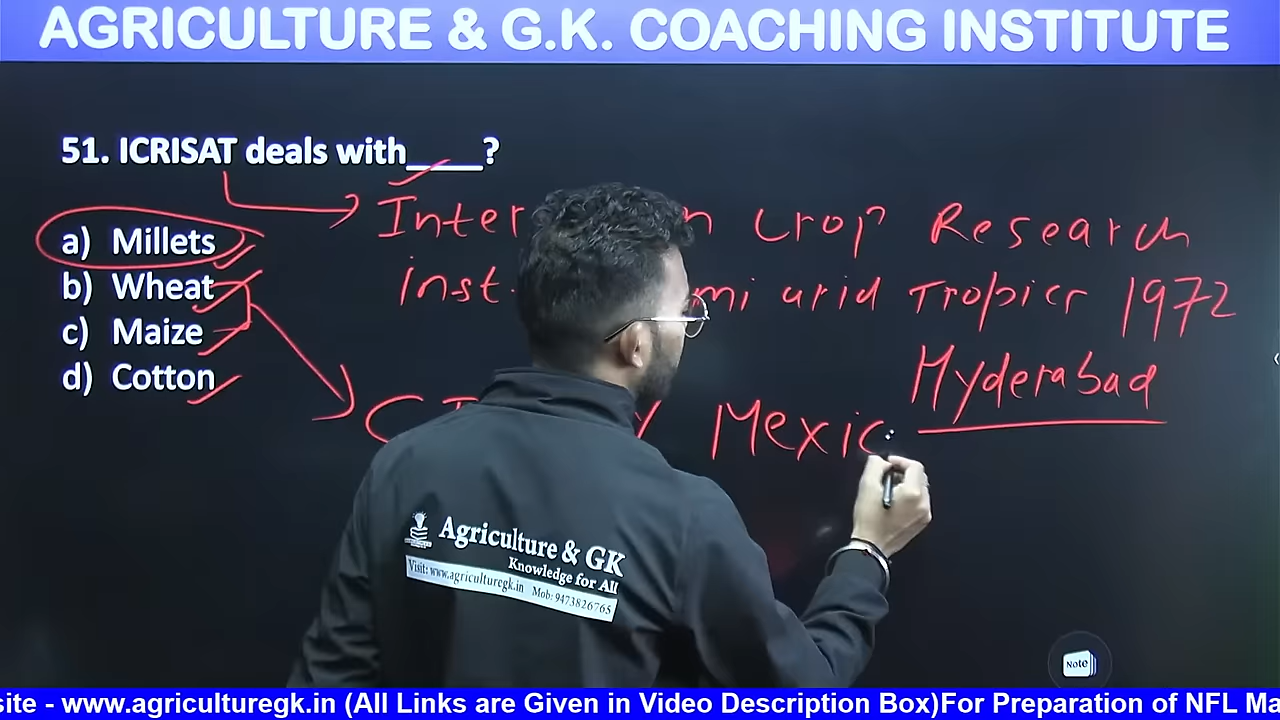 AGRICULTURE & G.K. COACHING INSTITUTE
51. ICRISAT deals with____?
Inter n Crop Research
a) Millets
inst. mi arid Tropics 1972
b) Wheat
c) Maize
Hyderabad
d) Cotton
C Y Mexic
Agriculture & GK
Knowledge for All
Visit: www.agriculturegk.in Mob: 9473826765
Note
site - www.agriculturegk.in (All Links are Given in Video Description Box)For Preparation of NFL Ma